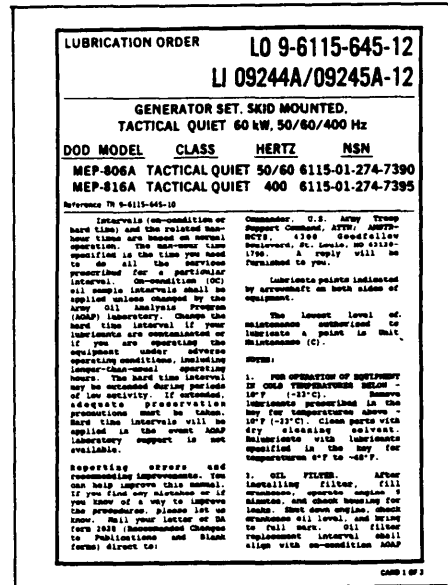 LUBRICATION ORDER
LO 9-6115-645-12
LI 09244A/09245A-12
GENERATOR SET, SKID MOUNTED,
TACTICAL QUIET 60 kW, 50/60/400 Hz
DOD MODEL CLASS HERTZ NSN
MEP-806A TACTICAL QUIET 50/60 6115-01-274-7390
MEP-816A TACTICAL QUIET 400 6115-01-274-7395
Reference TM 9-6115-645-10
Intervals (on-condition or
hard time) and the related man-
hour times are based on normal
operation. The man-hour time
specified is the time you need
to do all the services
prescribed for a particular
interval. On-condition (OC)
oil sample intervals shall be
applied unless changed by the
Army Oil Analysis Program
(AOAP) laboratory. Change the
hard time interval if your
lubricants are contaminated or
if you are operating the
equipment under adverse
operating conditions, including
longer-than-usual operating
hours. The hard time interval
may be extended during periods
of low activity. If extended,
adequate preservation
precautions must be taken.
Hard time intervals will be
applied in the event AOAP
laboratory support is not
available.
Reporting errors and
recommending improvements. You
can help improve this manual.
If you find any mistakes or if
you know of a way to improve
the procedures, please let us
know. Mail your letter or DA
form 2028 (Recommended Changes
to Publications and Blank
forms) direct to:
Commander, U.S. Army Troop
Support Command, ATTN: AMSTR-
MCTS, 4300 Goodfellow
Boulevard, St. Louis, MO 63120-
1798. A reply will be
furnished to you.
Lubricate points indicated
by arrowshaft on both sides of
equipment.
The lowest level of
maintenance authorized to
lubricate a point is Unit
Maintenance (C).
NOTES:
1. FOR OPERATION OF EQUIPMENT
IN COLD TEMPERATURES BELOW -
10°F (-23°C). Remove
lubricants prescribed in the
key for temperatures above -
10°F (-23°C). Clean parts with
dry cleaning solvent.
Relubricate with lubricants
specified in the key for
temperatures 0°F to -60°F.
2. OIL FILTER. After
installing filter, fill
crankcase, operate engine 5
minutes, and check housing for
leaks. Shut down engine, check
crankcase oil level, and bring
to full mark. Oil filter
replacement interval shall
align with on-condition AOAP
CARD 1 OF 3